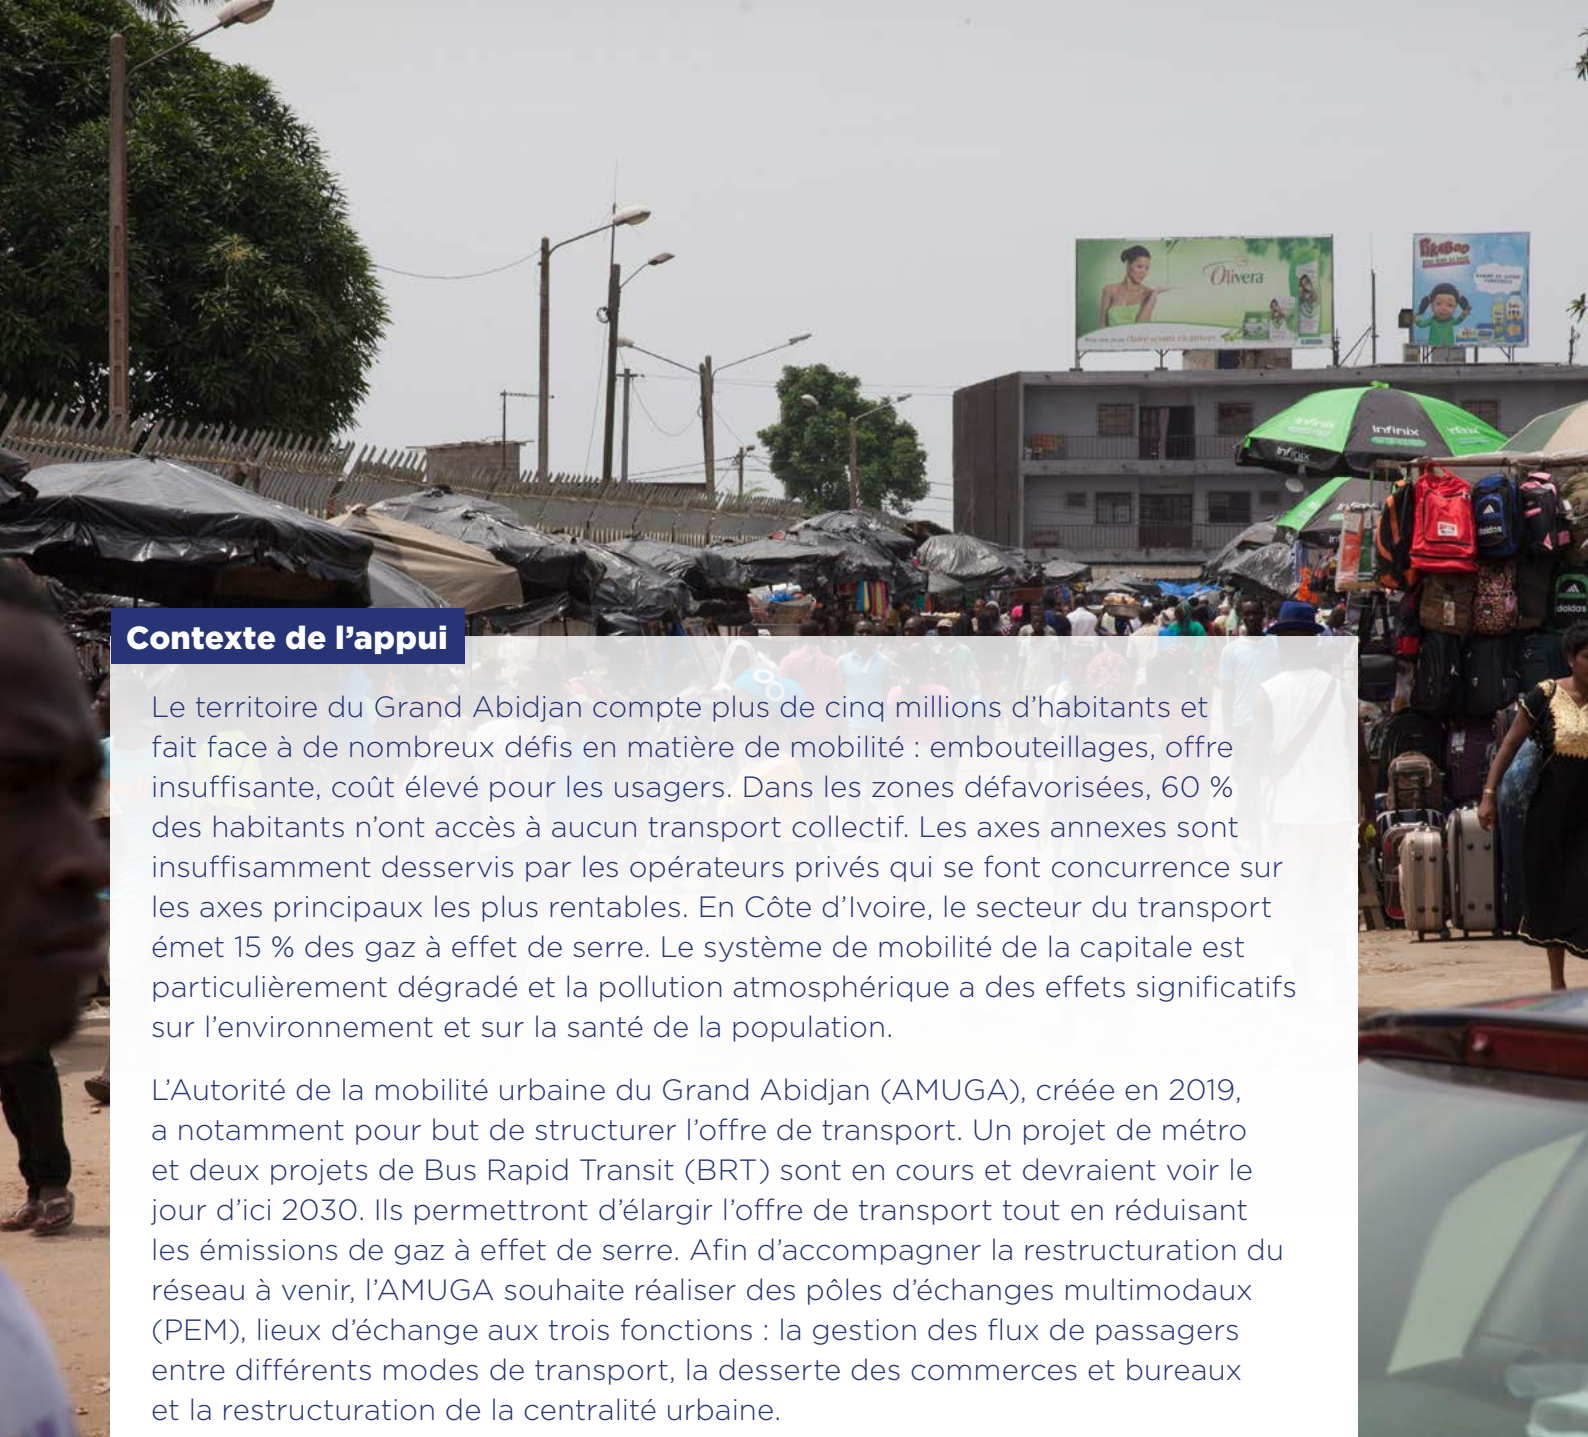 Olivera
PIKABOO
infinix
infinix
infinix
adidas
adidas
Contexte de l’appui
Le territoire du Grand Abidjan compte plus de cinq millions d’habitants et
fait face à de nombreux défis en matière de mobilité : embouteillages, offre
insuffisante, coût élevé pour les usagers. Dans les zones défavorisées, 60 %
des habitants n’ont accès à aucun transport collectif. Les axes annexes sont
insuffisamment desservis par les opérateurs privés qui se font concurrence sur
les axes principaux les plus rentables. En Côte d’Ivoire, le secteur du transport
émet 15 % des gaz à effet de serre. Le système de mobilité de la capitale est
particulièrement dégradé et la pollution atmosphérique a des effets significatifs
sur l’environnement et sur la santé de la population.
L’Autorité de la mobilité urbaine du Grand Abidjan (AMUGA), créée en 2019,
a notamment pour but de structurer l’offre de transport. Un projet de métro
et deux projets de Bus Rapid Transit (BRT) sont en cours et devraient voir le
jour d’ici 2030. Ils permettront d’élargir l’offre de transport tout en réduisant
les émissions de gaz à effet de serre. Afin d’accompagner la restructuration du
réseau à venir, l’AMUGA souhaite réaliser des pôles d’échanges multimodaux
(PEM), lieux d’échange aux trois fonctions : la gestion des flux de passagers
entre différents modes de transport, la desserte des commerces et bureaux
et la restructuration de la centralité urbaine.